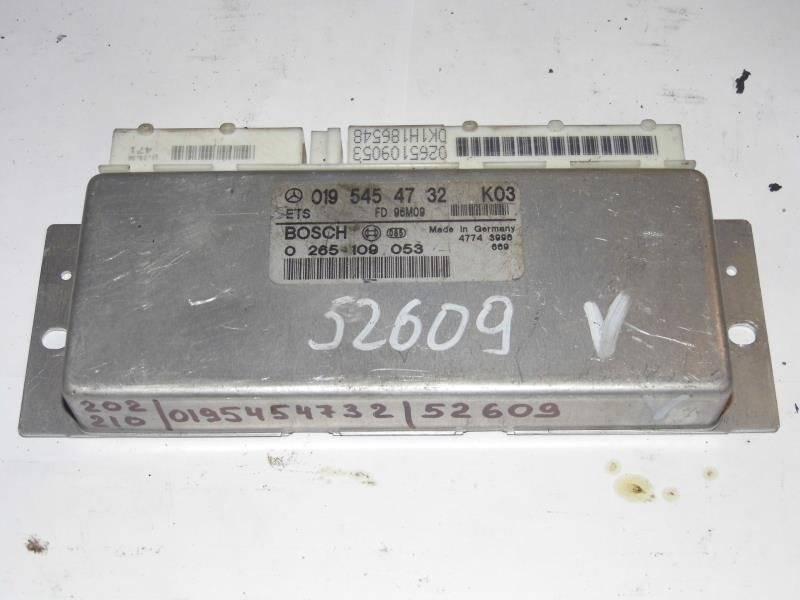 471
0265109053
0K1H186548
019 545 47 32 K03
ETS FD 96M09
BOSCH Made in Germany
0 265 109 053 4774 3996
669
52609 V
202
210 /0195454732/52609
V